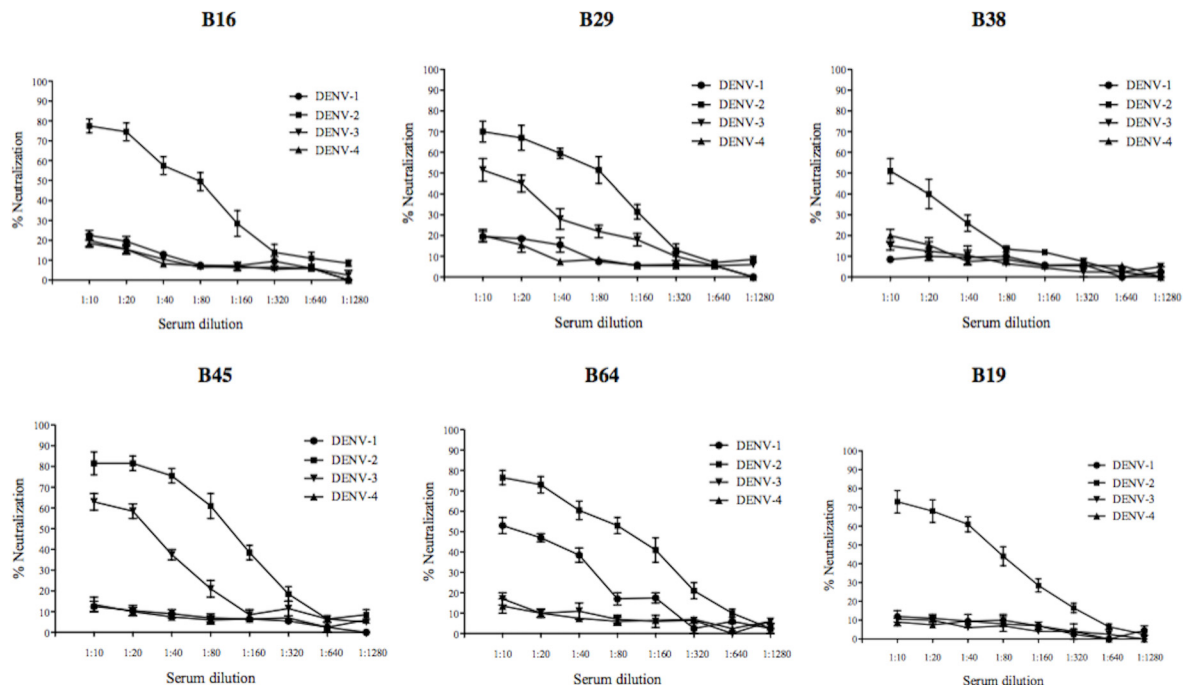 B16
100
90
80
70
60
50
40
30
20
10
0
% Neutralization
DENV-1
DENV-2
DENV-3
DENV-4
1:10 1:20 1:40 1:80 1:160 1:320 1:640 1:1280
Serum dilution
B29
100
90
80
70
60
50
40
30
20
10
0
% Neutralization
DENV-1
DENV-2
DENV-3
DENV-4
1:10 1:20 1:40 1:80 1:160 1:320 1:640 1:1280
Serum dilution
B38
100
90
80
70
60
50
40
30
20
10
0
% Neutralization
DENV-1
DENV-2
DENV-3
DENV-4
1:10 1:20 1:40 1:80 1:160 1:320 1:640 1:1280
Serum dilution
B45
100
90
80
70
60
50
40
30
20
10
0
% Neutralization
DENV-1
DENV-2
DENV-3
DENV-4
1:10 1:20 1:40 1:80 1:160 1:320 1:640 1:1280
Serum dilution
B64
100
90
80
70
60
50
40
30
20
10
0
% Neutralization
DENV-1
DENV-2
DENV-3
DENV-4
1:10 1:20 1:40 1:80 1:160 1:320 1:640 1:1280
Serum dilution
B19
100
90
80
70
60
50
40
30
20
10
0
% Neutralization
DENV-1
DENV-2
DENV-3
DENV-4
1:10 1:20 1:40 1:80 1:160 1:320 1:640 1:1280
Serum dilution